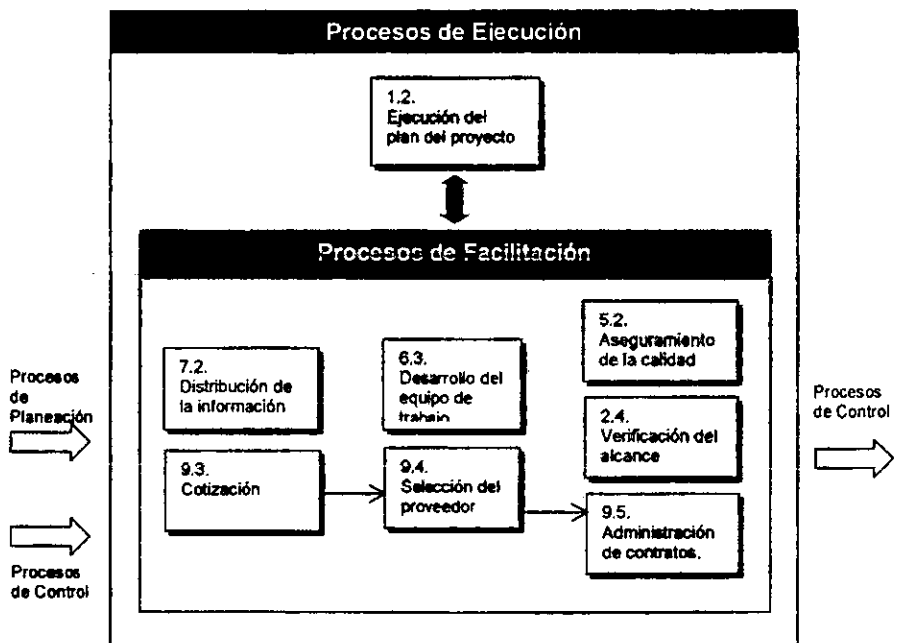 Procesos de Ejecución
1.2.
Ejecución del
plan del proyecto
Procesos de Facilitación
7.2.
Distribución de
la información
6.3.
Desarrollo del
equipo de
trabajo
5.2.
Aseguramiento
de la calidad
2.4.
Verificación del
alcance
9.3.
Cotización
9.4.
Selección del
proveedor
9.5.
Administración
de contratos.
Procesos
de
Planeación
Procesos
de Control
Procesos
de Control